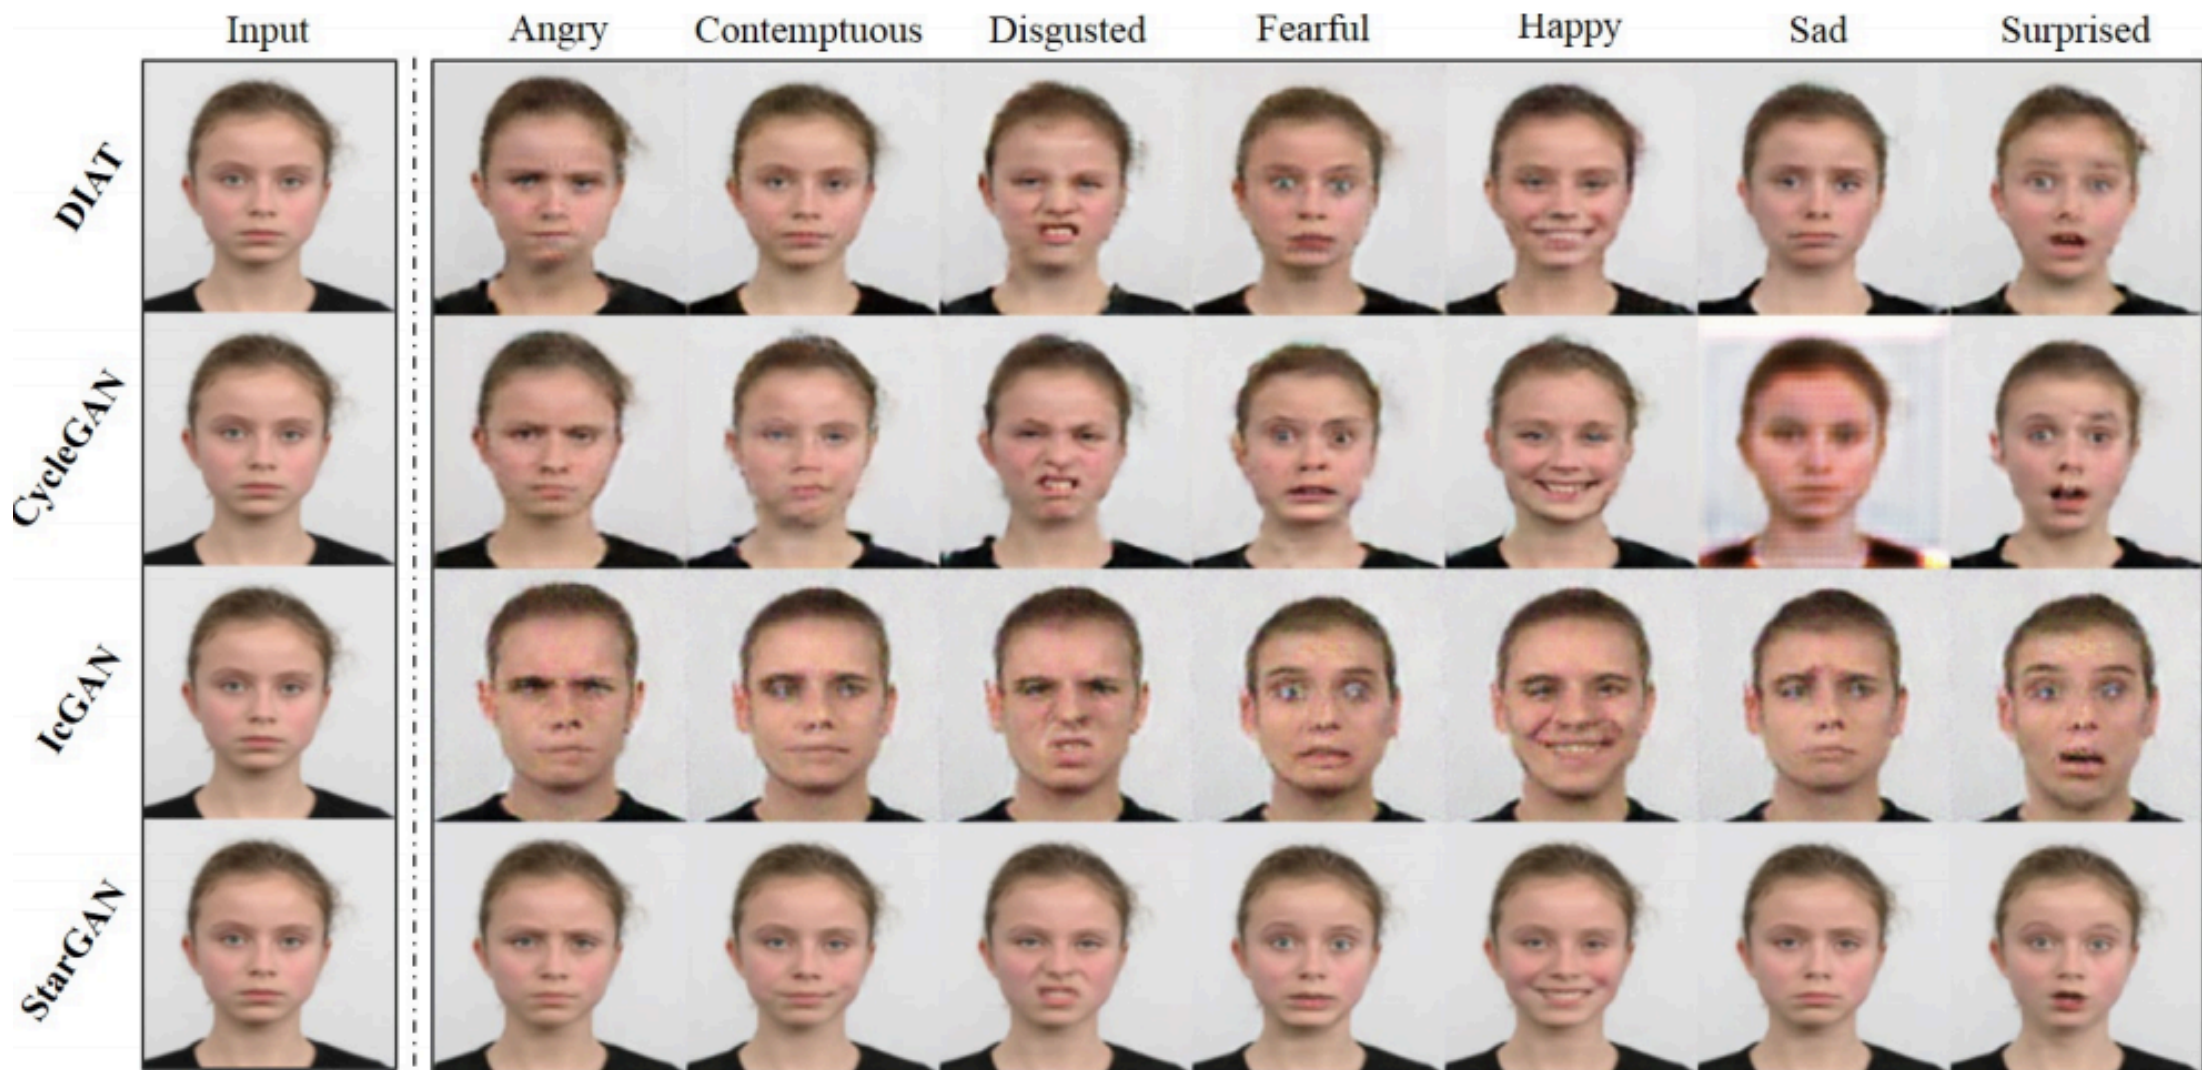 Input Angry Contemptuous Disgusted Fearful Happy Sad Surprised
DIAT
CycleGAN
IcGAN
StarGAN